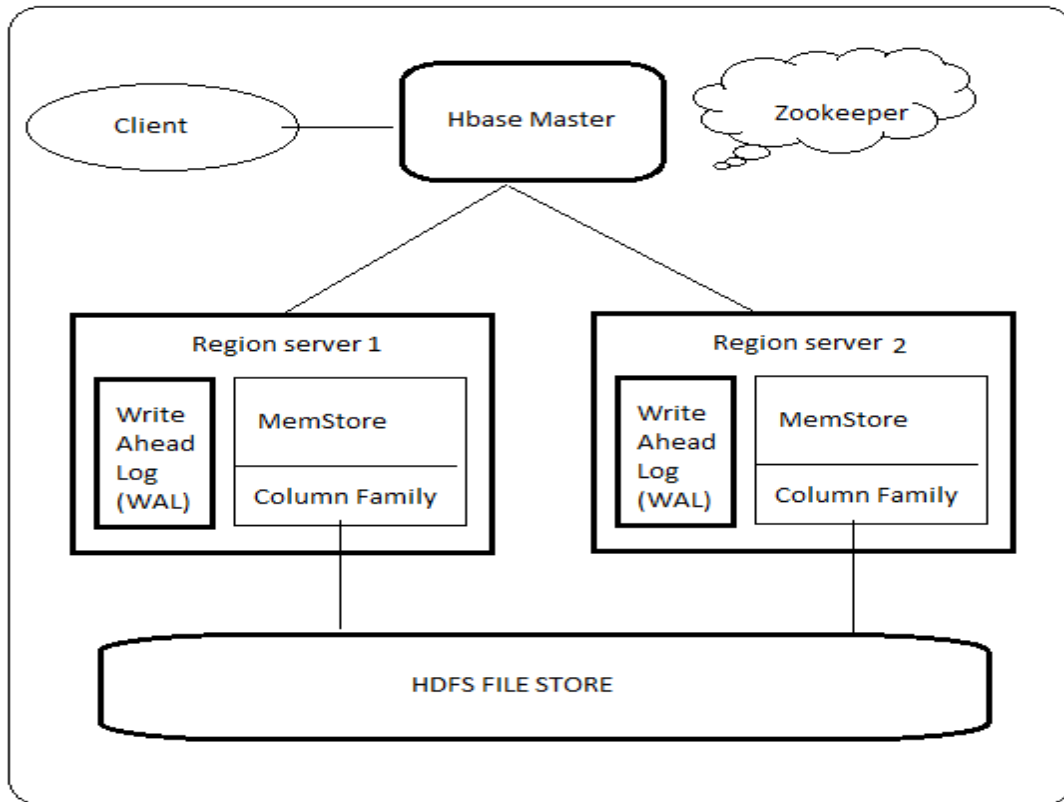 Client
Hbase Master
Zookeeper
Region server 1
Write
Ahead
Log
(WAL)
MemStore
Column Family
Region server 2
Write
Ahead
Log
(WAL)
MemStore
Column Family
HDFS FILE STORE